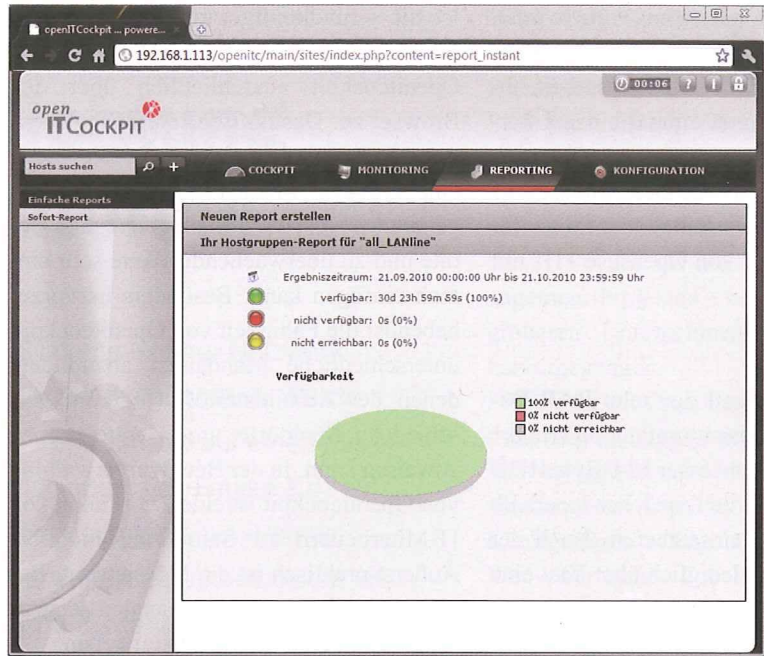 openITCockpit ... powere...
192.168.1.113/openitc/main/sites/index.php?content=report_instant
00:06 ? i
open
ITCOCKPIT
Hosts suchen
+
COCKPIT
MONITORING
REPORTING
KONFIGURATION
Einfache Reports
Sofort-Report
Neuen Report erstellen
Ihr Hostgruppen-Report für "all_LANline"
Ergebniszeitraum: 21.09.2010 00:00:00 Uhr bis 21.10.2010 23:59:59 Uhr
verfügbar: 30d 23h 59m 59s (100%)
nicht verfügbar: 0s (0%)
nicht erreichbar: 0s (0%)
Verfügbarkeit
100% verfügbar
0% nicht verfügbar
0% nicht erreichbar